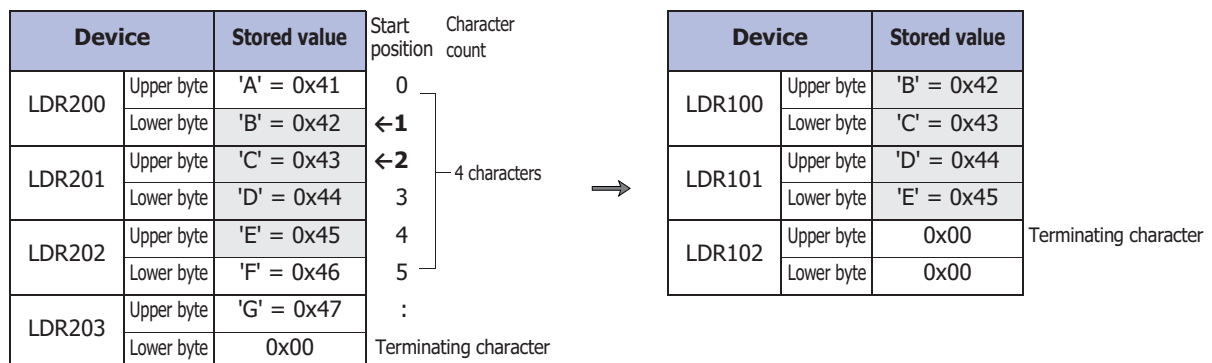 Device Stored value Start position Character count
LDR200 Upper byte 'A' = 0x41 0
Lower byte 'B' = 0x42 ←1
LDR201 Upper byte 'C' = 0x43 ←2
4 characters
Lower byte 'D' = 0x44 3
LDR202 Upper byte 'E' = 0x45 4
Lower byte 'F' = 0x46 5
LDR203 Upper byte 'G' = 0x47 :
Lower byte 0x00 Terminating character
Device Stored value
LDR100 Upper byte 'B' = 0x42
Lower byte 'C' = 0x43
LDR101 Upper byte 'D' = 0x44
Lower byte 'E' = 0x45
LDR102 Upper byte 0x00 Terminating character
Lower byte 0x00